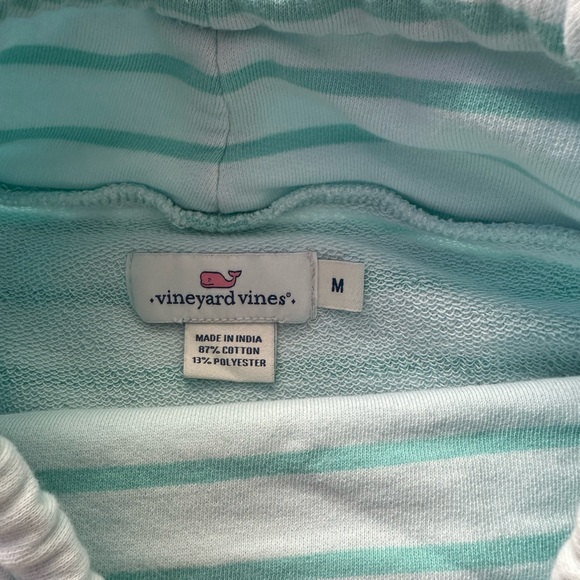 vineyard vines®
M
MADE IN INDIA
87% COTTON
13% POLYESTER